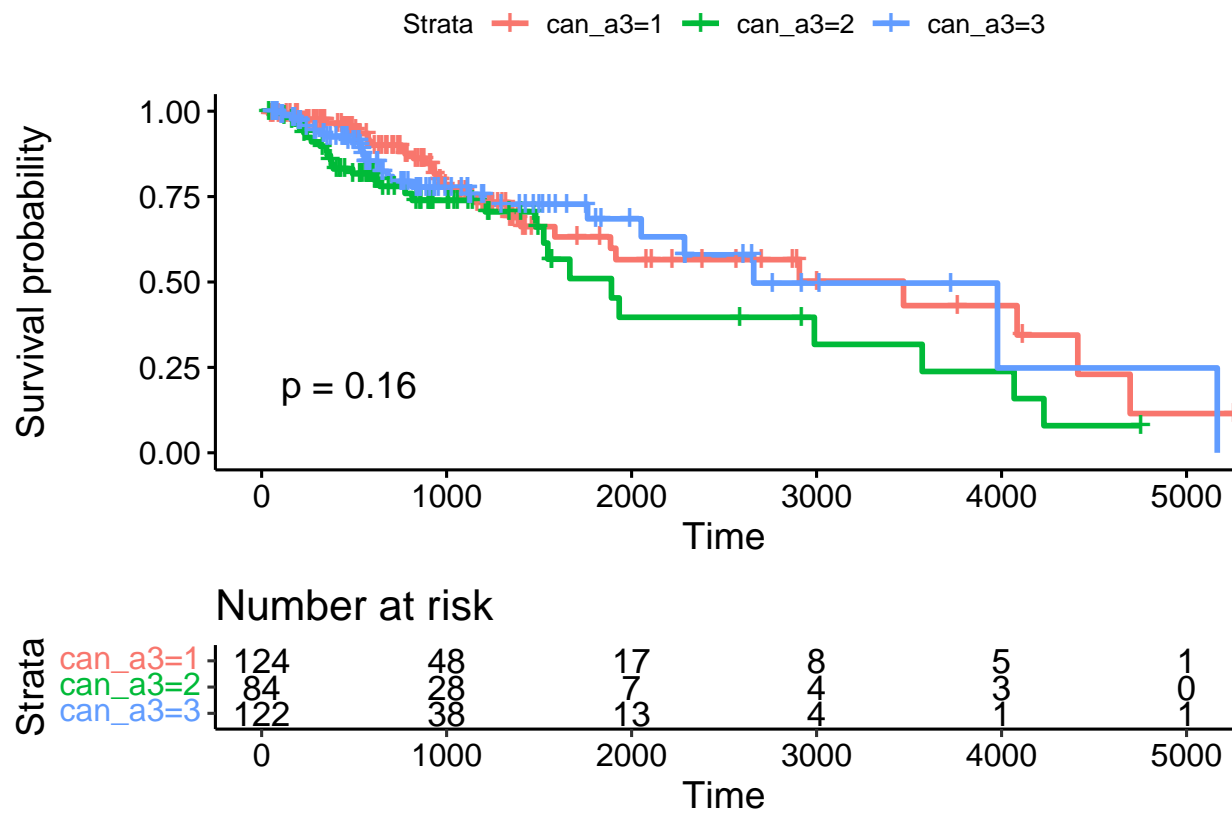 Strata can_a3=1 can_a3=2 can_a3=3
Survival probability
1.00
0.75
0.50
0.25
0.00
p = 0.16
0 1000 2000 3000 4000 5000
Time
Number at risk
Strata
can_a3=1 124 48 17 8 5 1
can_a3=2 84 28 7 4 3 0
can_a3=3 122 38 13 4 1 1
0 1000 2000 3000 4000 5000
Time